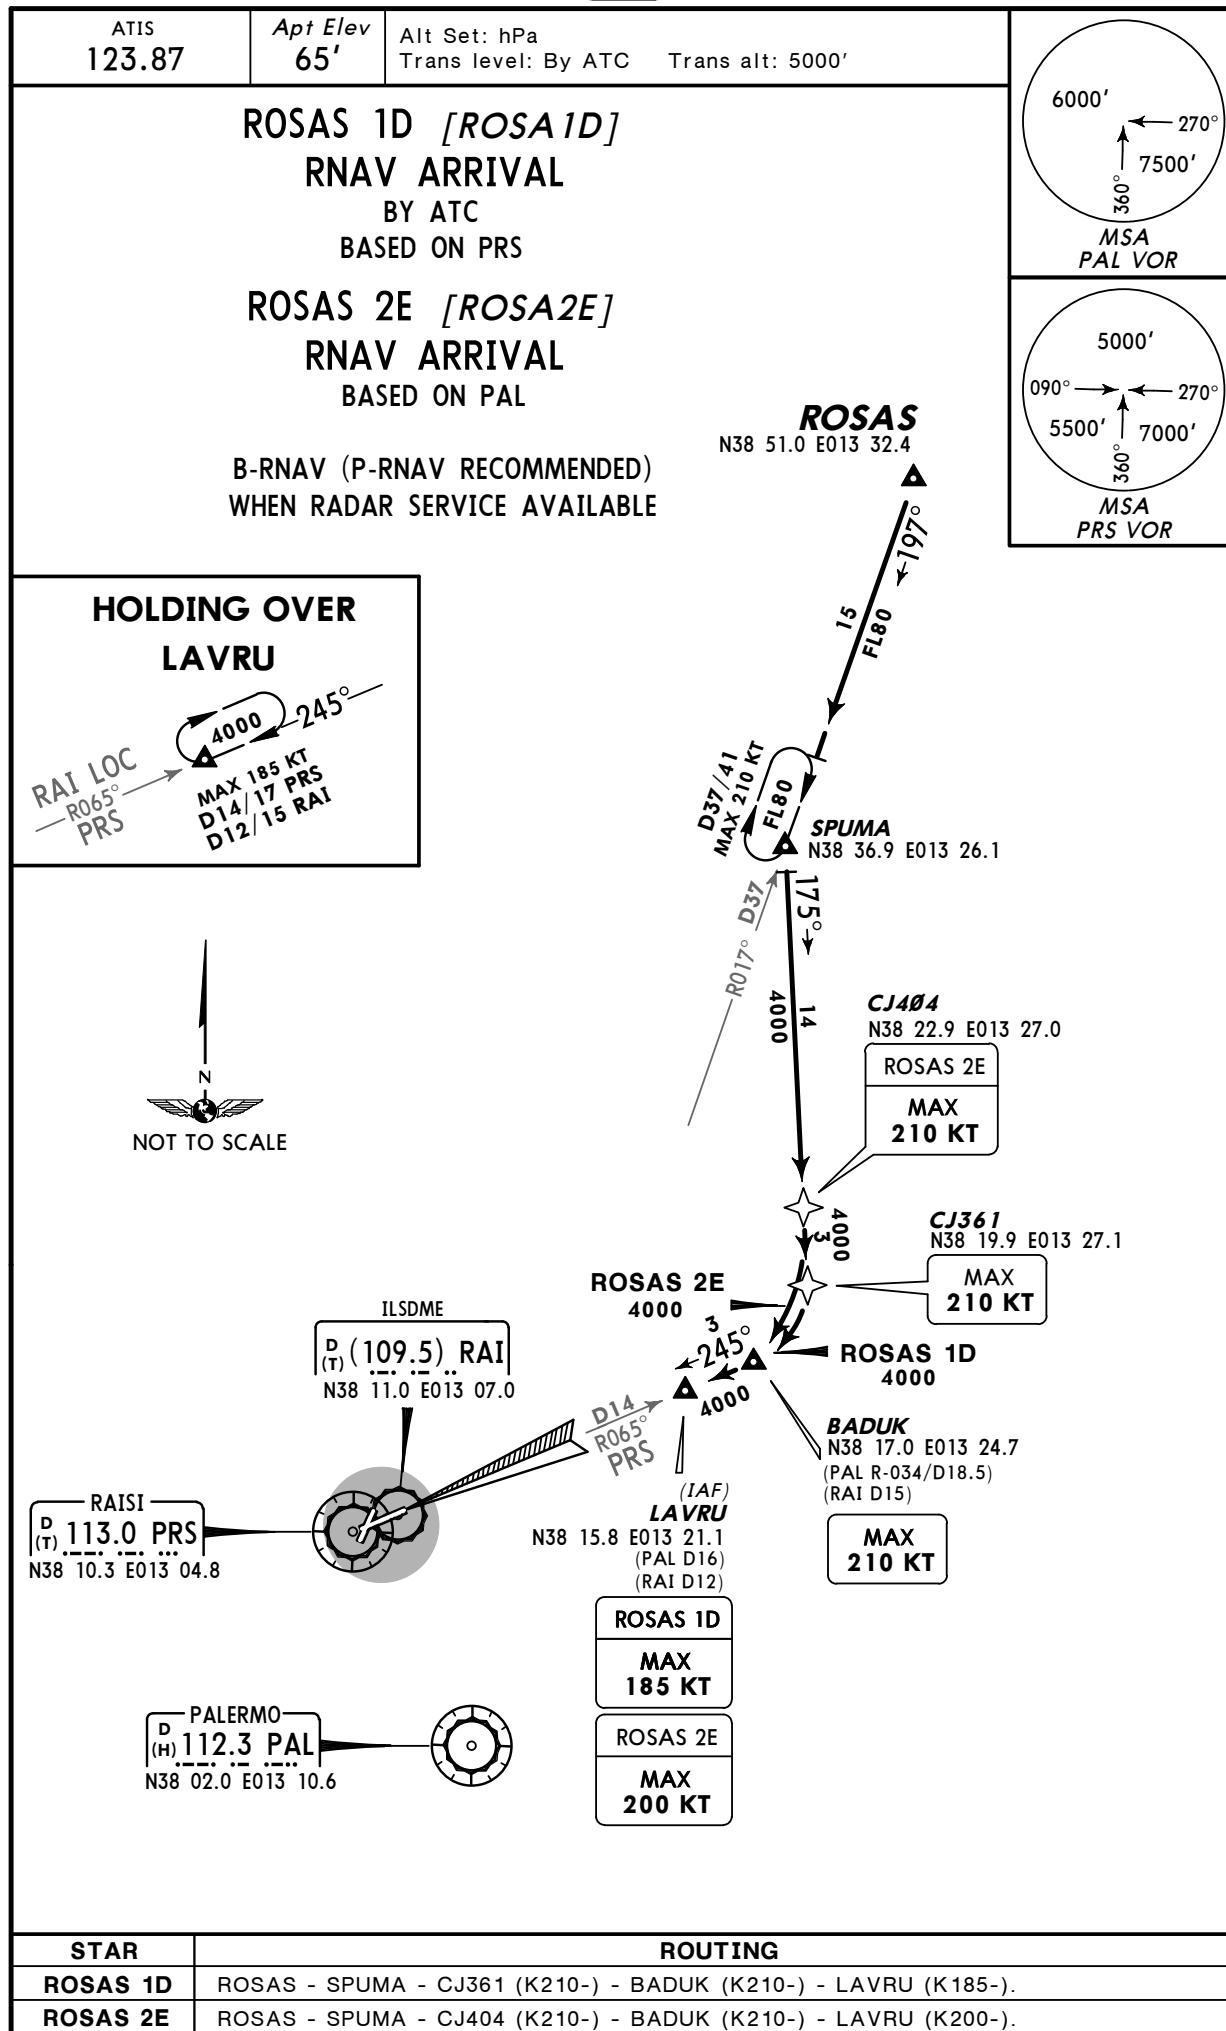 ATIS
123.87
Apt Elev
65'
Alt Set: hPa
Trans level: By ATC Trans alt: 5000'
6000'
270°
7500'
360°
MSA
PAL VOR
ROSAS 1D [ROSA1D]
RNAV ARRIVAL
BY ATC
BASED ON PRS
ROSAS 2E [ROSA2E]
RNAV ARRIVAL
BASED ON PAL
B-RNAV (P-RNAV RECOMMENDED)
WHEN RADAR SERVICE AVAILABLE
5000'
090°
270°
5500'
7000'
360°
MSA
PRS VOR
ROSAS
N38 51.0 E013 32.4
197°
15
FL80
HOLDING OVER
LAVRU
4000
245°
RAI LOC
R065°
PRS
MAX 185 KT
D14/17 PRS
D12/15 RAI
D37/41
MAX 210 KT
FL80
SPUMA
N38 36.9 E013 26.1
R017° D37
175°
14
4000
N
NOT TO SCALE
CJ4Ø4
N38 22.9 E013 27.0
ROSAS 2E
MAX
210 KT
4000
3
CJ361
N38 19.9 E013 27.1
MAX
210 KT
ROSAS 2E
4000
3
245°
4000
ROSAS 1D
4000
ILSDME
D
(T) (109.5) RAI
N38 11.0 E013 07.0
D14
R065°
PRS
BADUK
N38 17.0 E013 24.7
(PAL R-034/D18.5)
(RAI D15)
MAX
210 KT
(IAF)
LAVRU
N38 15.8 E013 21.1
(PAL D16)
(RAI D12)
ROSAS 1D
MAX
185 KT
ROSAS 2E
MAX
200 KT
RAISI
D
(T) 113.0 PRS
N38 10.3 E013 04.8
PALERMO
D
(H) 112.3 PAL
N38 02.0 E013 10.6
STAR ROUTING
ROSAS 1D ROSAS - SPUMA - CJ361 (K210-) - BADUK (K210-) - LAVRU (K185-).
ROSAS 2E ROSAS - SPUMA - CJ404 (K210-) - BADUK (K210-) - LAVRU (K200-).